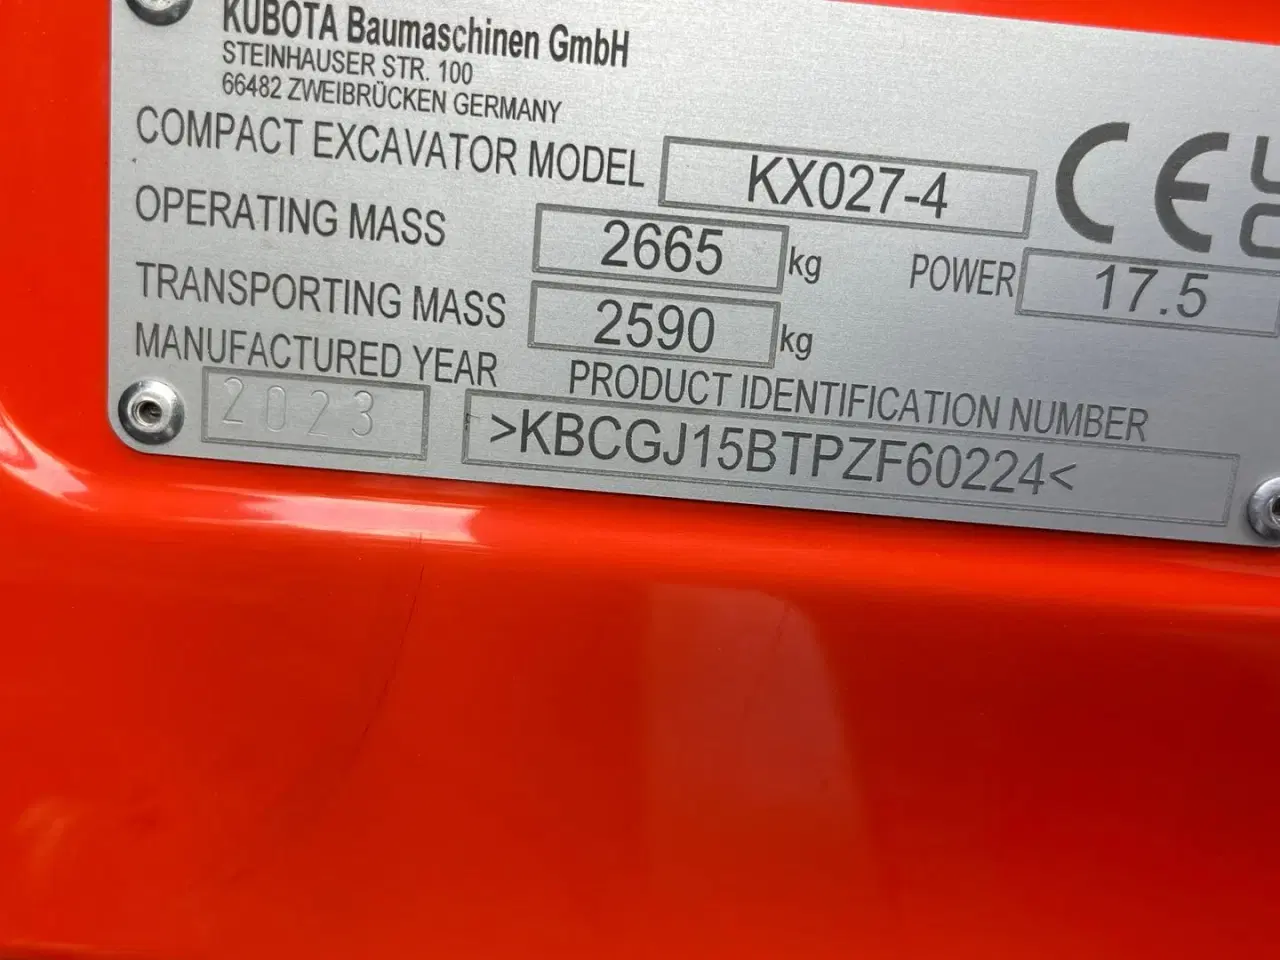 KUBOTA Baumaschinen GmbH
STEINHAUSER STR. 100
66482 ZWEIBRÜCKEN GERMANY
COMPACT EXCAVATOR MODEL KX027-4
CE
OPERATING MASS 2665 kg
POWER 17.5
TRANSPORTING MASS 2590 kg
MANUFACTURED YEAR
2023
PRODUCT IDENTIFICATION NUMBER
>KBCGJ15BTPZF60224<